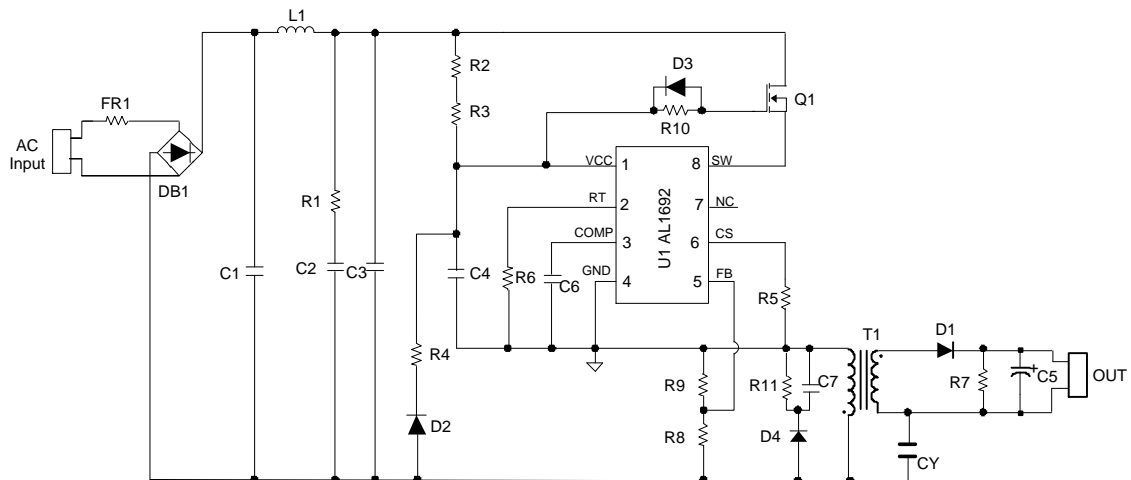 L1
R2
D3
Q1
FR1
R3
R10
AC
Input
DB1
VCC 1 8 SW
R1
RT 2 7 NC
U1 AL1692
COMP 3 6 CS
GND 4 5 FB
C1
C2
C3
C4
R6
C6
R5
T1
D1
R4
R9
R11
C7
R7
+
C5
OUT
D2
R8
D4
CY